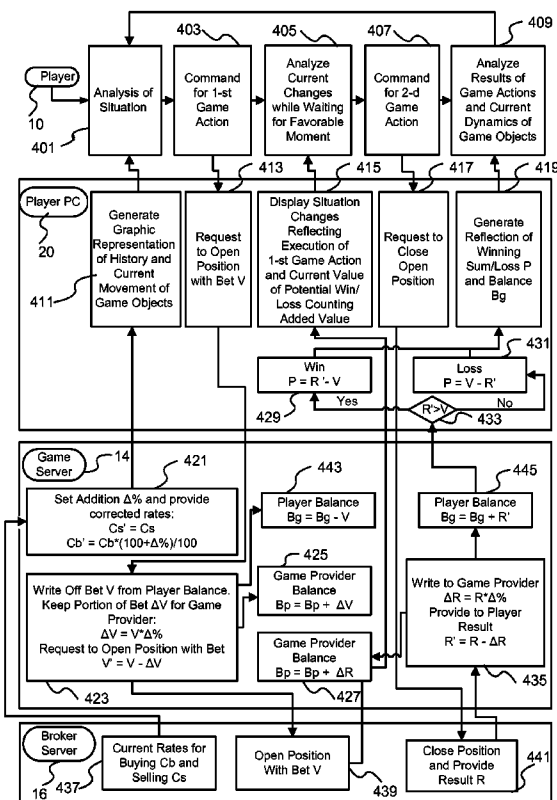 403
405
407
409
Player
10
Analysis of
Situation
401
Command
for 1-st
Game
Action
Analyze
Current
Changes
while Waiting
for Favorable
Moment
Command
for 2-d
Game
Action
Analyze
Results of
Game Actions
and Current
Dynamics of
Game Objects
413
415
417
419
Player PC
20
Generate
Graphic
Representation
of History and
Current
Movement of
Game Objects
411
Request
to Open
Position
with Bet V
Display Situation
Changes
Reflecting
Execution of
1-st Game Action
and Current Value
of Potential Win/
Loss Counting
Added Value
Request to
Close
Open
Position
Generate
Reflection of
Winning
Sum/Loss P
and Balance
Bg
431
Win
P = R'- V
Loss
P = V - R'
429
Yes
R'>V
No
433
Game
Server
14
421
443
445
Set Addition Δ% and provide
corrected rates:
Cs' = Cs
Cb' = Cb*(100+Δ%)/100
Player Balance
Bg = Bg - V
Player Balance
Bg = Bg + R'
425
Write Off Bet V from Player Balance.
Keep Portion of Bet ΔV for Game
Provider:
ΔV = V*Δ%
Request to Open Position with Bet
V' = V - ΔV
Game Provider
Balance
Bp = Bp + ΔV
Write to Game Provider
ΔR = R*Δ%
Provide to Player
Result
R' = R - ΔR
Game Provider
Balance
Bp = Bp + ΔR
423
427
435
Broker
Server
16
437
Current Rates for
Buying Cb and
Selling Cs
Open Position
With Bet V
439
Close Position
and Provide
Result R
441